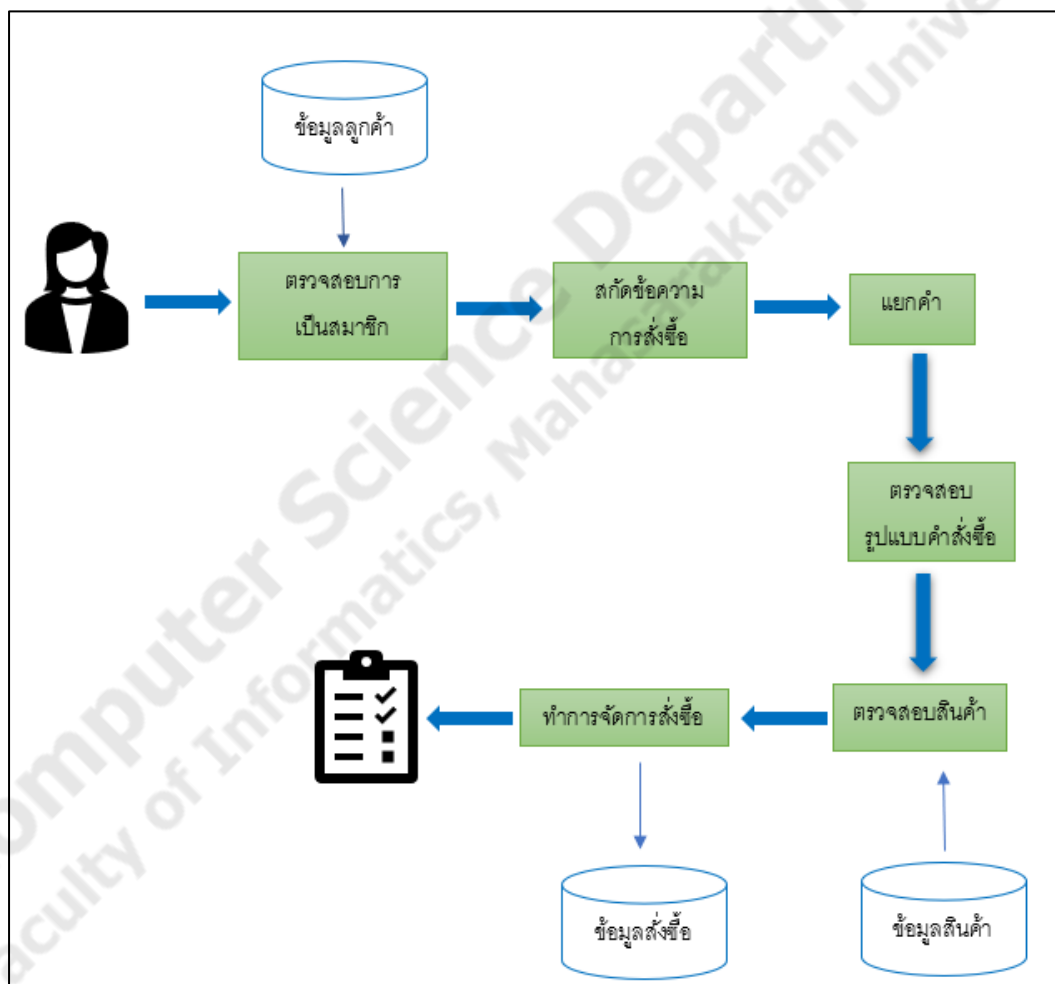 ข้อมูลลูกค้า
ตรวจสอบการ
เป็นสมาชิก
สกัดข้อความ
การสั่งซื้อ
แยกคำ
ตรวจสอบ
รูปแบบคำสั่งซื้อ
ตรวจสอบสินค้า
ทำการจัดการสั่งซื้อ
ข้อมูลสั่งซื้อ
ข้อมูลสินค้า
omputer Science Departm
aculty of Informatics, Mahasarakham Unive